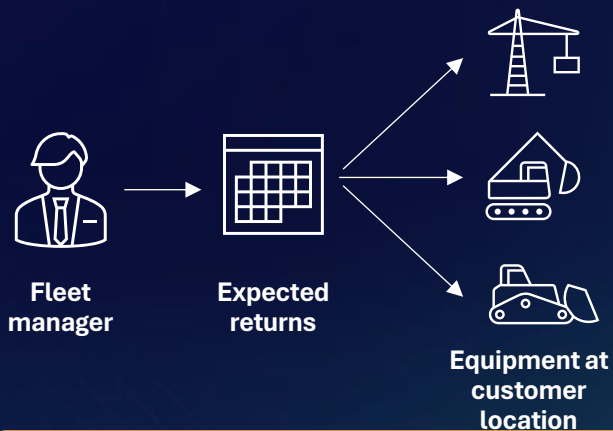 Fleet
manager
Expected
returns
Equipment at
customer
location